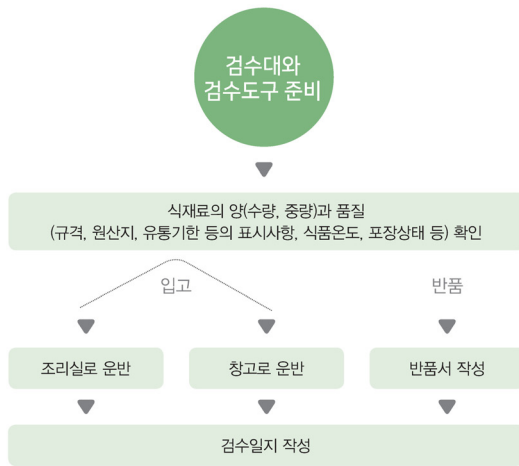 검수대와
검수도구 준비
식재료의 양(수량, 중량)과 품질
(규격, 원산지, 유통기한 등의 표시사항, 식품온도, 포장상태 등) 확인
입고
반품
조리실로 운반
창고로 운반
반품서 작성
검수일지 작성